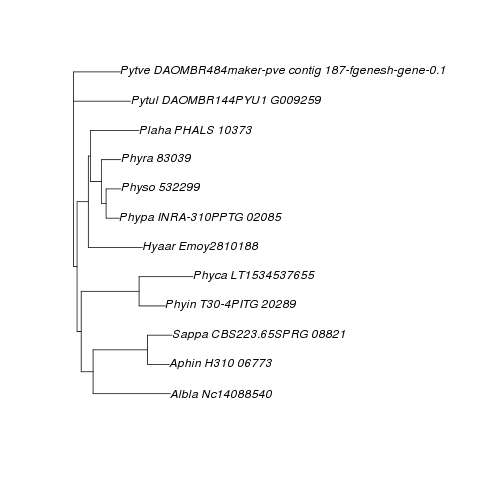 Pytve DAOMBR484maker-pve contig 187-fgenesh-gene-0.1
Pytul DAOMBR144PYU1 G009259
Plaha PHALS 10373
Phyra 83039
Physo 532299
Phypa INRA-310PPTG 02085
Hyaar Emoy2810188
Phyca LT1534537655
Phyin T30-4PITG 20289
Sappa CBS223.65SPRG 08821
Aphin H310 06773
Albla Nc14088540